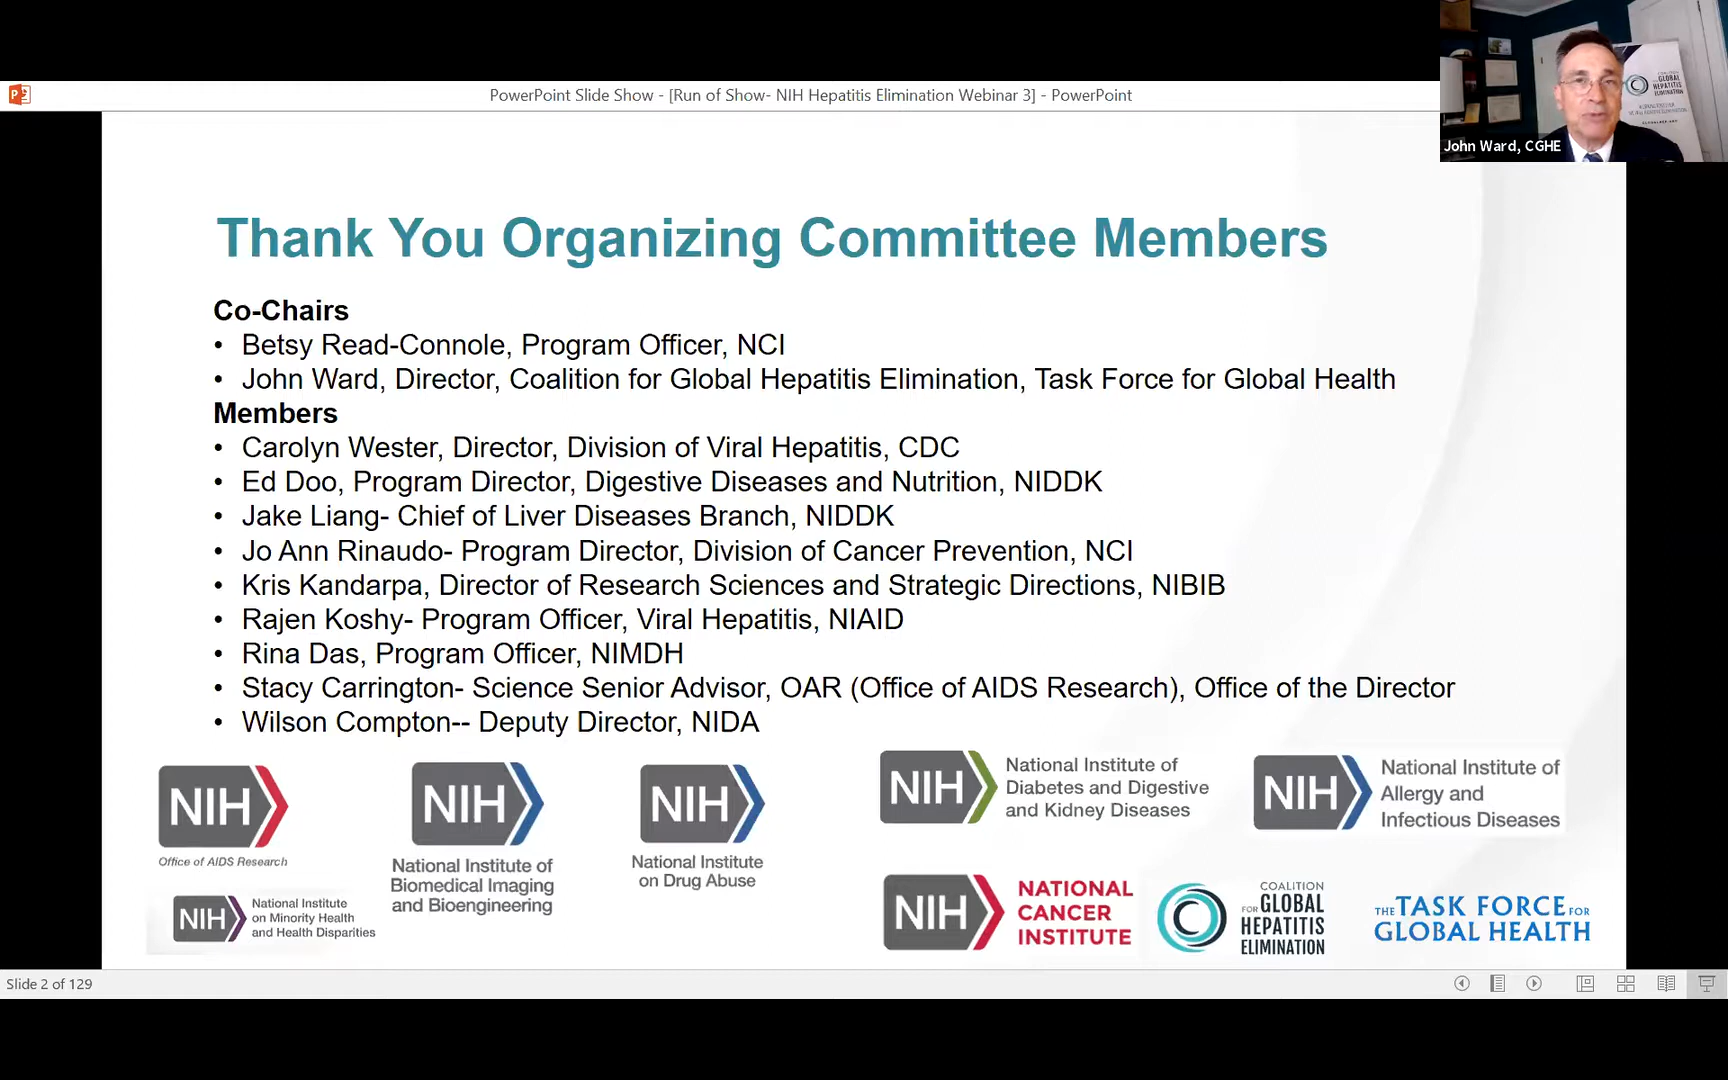 PowerPoint Slide Show - [Run of Show- NIH Hepatitis Elimination Webinar 3] - PowerPoint
John Ward, CGHE
COALITION
FOR GLOBAL
HEPATITIS
ELIMINATION
Thank You Organizing Committee Members
Co-Chairs
• Betsy Read-Connole, Program Officer, NCI
• John Ward, Director, Coalition for Global Hepatitis Elimination, Task Force for Global Health
Members
• Carolyn Wester, Director, Division of Viral Hepatitis, CDC
• Ed Doo, Program Director, Digestive Diseases and Nutrition, NIDDK
• Jake Liang- Chief of Liver Diseases Branch, NIDDK
• Jo Ann Rinaudo- Program Director, Division of Cancer Prevention, NCI
• Kris Kandarpa, Director of Research Sciences and Strategic Directions, NIBIB
• Rajen Koshy- Program Officer, Viral Hepatitis, NIAID
• Rina Das, Program Officer, NIMDH
• Stacy Carrington- Science Senior Advisor, OAR (Office of AIDS Research), Office of the Director
• Wilson Compton-- Deputy Director, NIDA
NIH
Office of AIDS Research
NIH
National Institute of
Biomedical Imaging
and Bioengineering
NIH
National Institute
on Drug Abuse
NIH
National Institute of
Diabetes and Digestive
and Kidney Diseases
NIH
National Institute of
Allergy and
Infectious Diseases
NIH
National Institute
on Minority Health
and Health Disparities
NIH
NATIONAL
CANCER
INSTITUTE
COALITION
FOR GLOBAL
HEPATITIS
ELIMINATION
THE TASK FORCE FOR
GLOBAL HEALTH
Slide 2 of 129